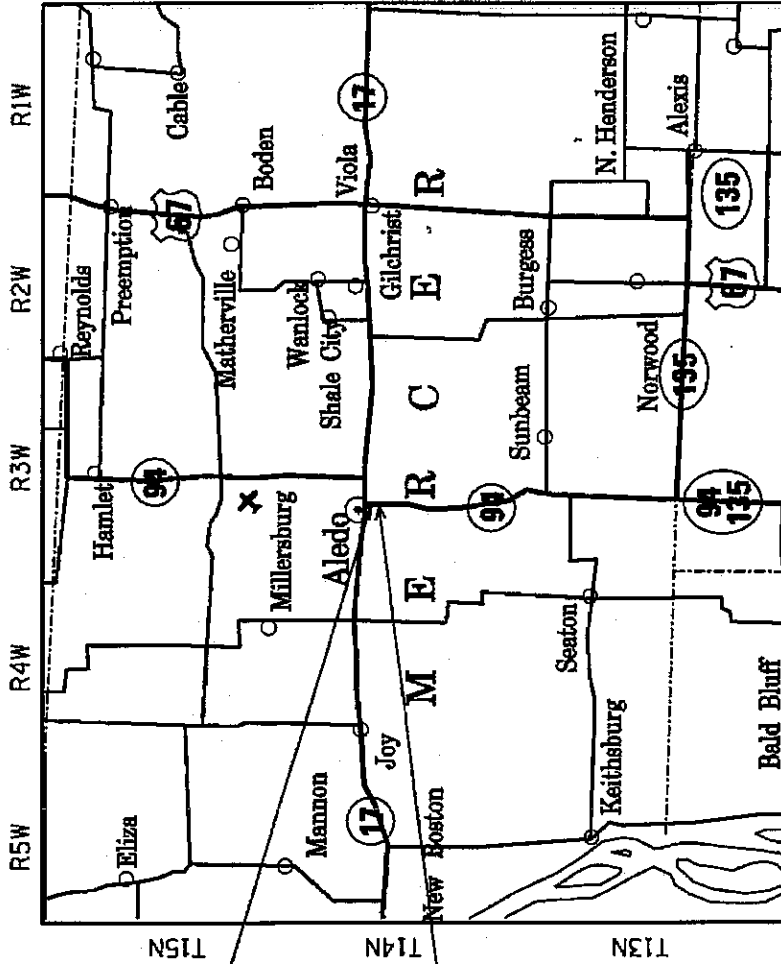 R5W
R4W
R3W
R2W
R1W
T15N
T14N
T13N
Reynolds
Preemption
Hamlet
Eliza
Cable
94
67
Boden
Matherville
Millersburg
Mannon
Wanlock
Shale City
Viola
17
Gilchrist
Aledo
Joy
17
New Boston
MERCER
94
Burgess
Sunbeam
Seaton
Keithsburg
N. Henderson
Alexis
Norwood
135
135
67
94
135
Bald Bluff